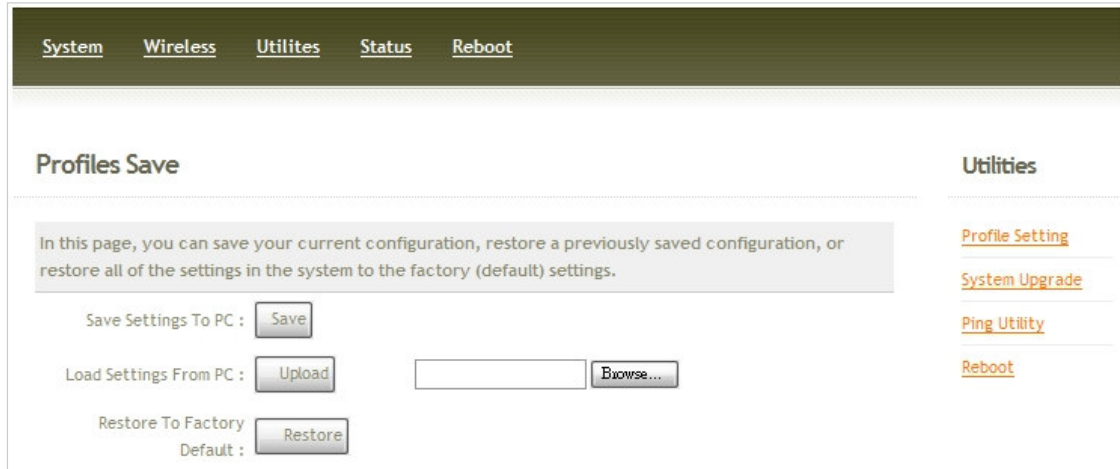 System Wireless Utilites Status Reboot
Profiles Save
In this page, you can save your current configuration, restore a previously saved configuration, or
restore all of the settings in the system to the factory (default) settings.
Save Settings To PC : Save
Load Settings From PC : Upload Browse...
Restore To Factory
Default : Restore
Utilities
Profile Setting
System Upgrade
Ping Utility
Reboot